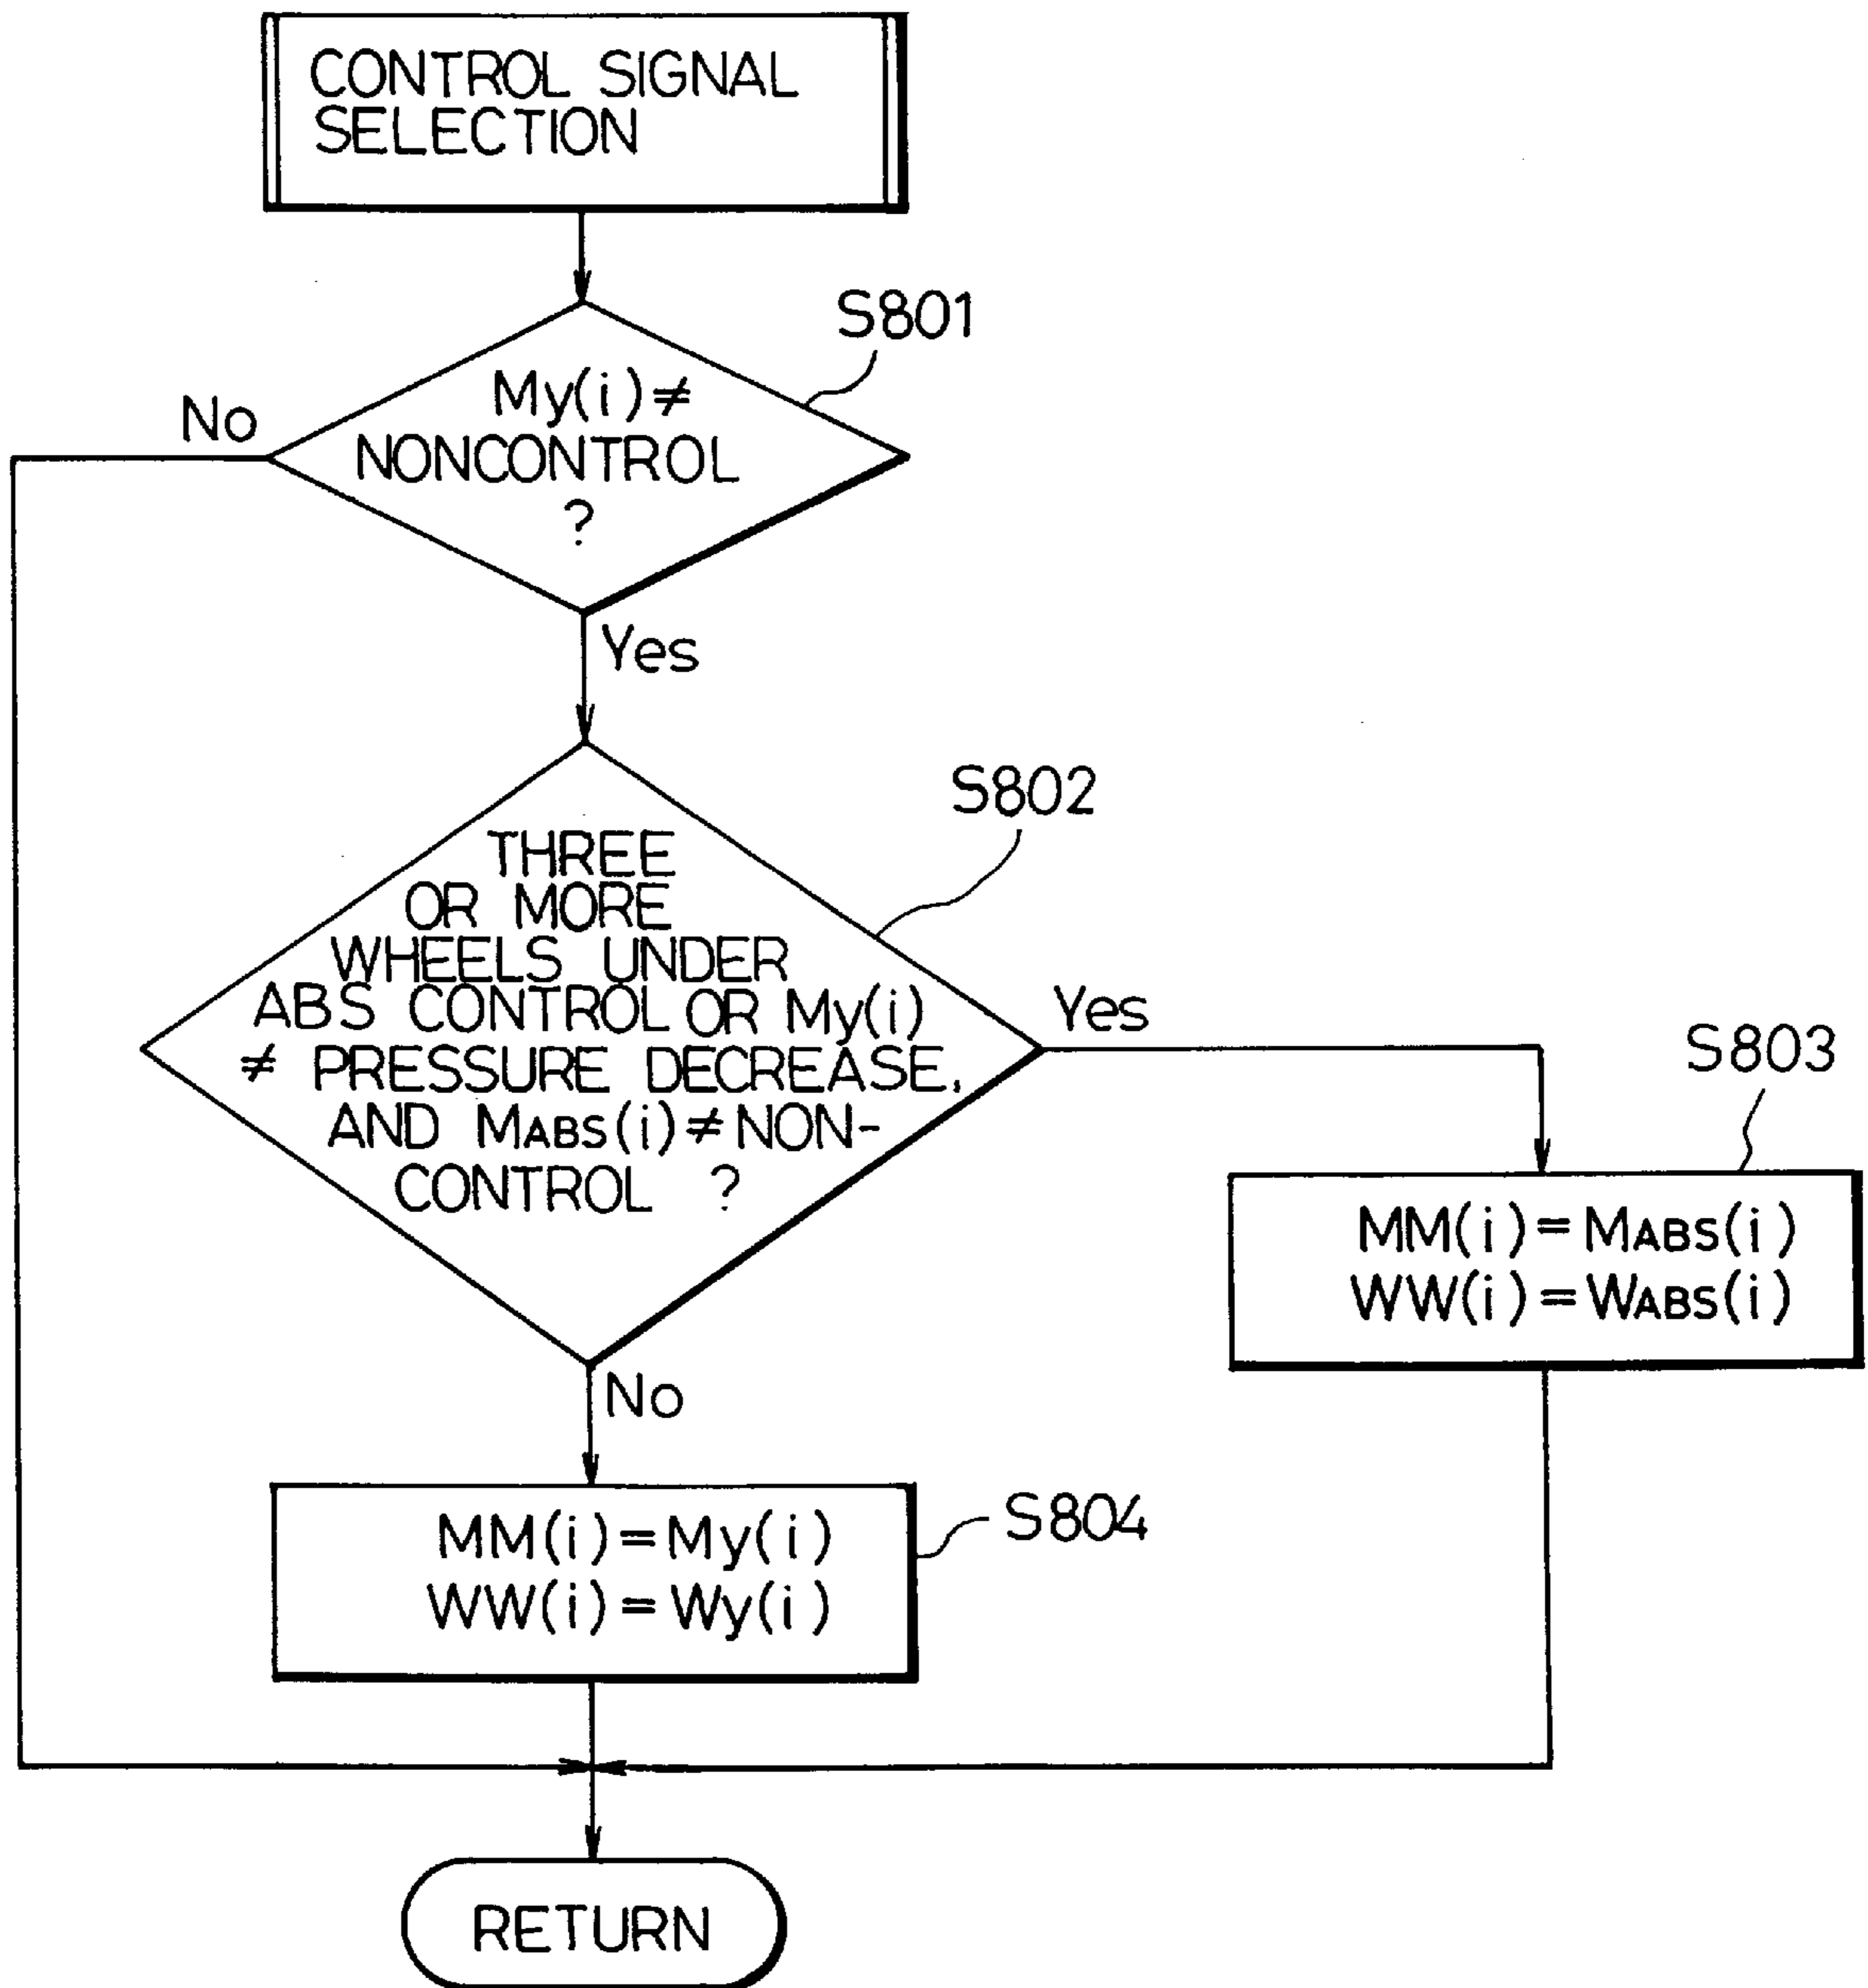 CONTROL SIGNAL
SELECTION
S801
My(i)≠
NONCONTROL
?
No
Yes
S802
THREE
OR MORE
WHEELS UNDER
ABS CONTROL OR My(i)
≠ PRESSURE DECREASE,
AND MABS(i)≠NON-
CONTROL ?
Yes
S803
MM(i)=MABS(i)
WW(i)=WABS(i)
No
MM(i)=My(i)
WW(i)=Wy(i)
S804
RETURN